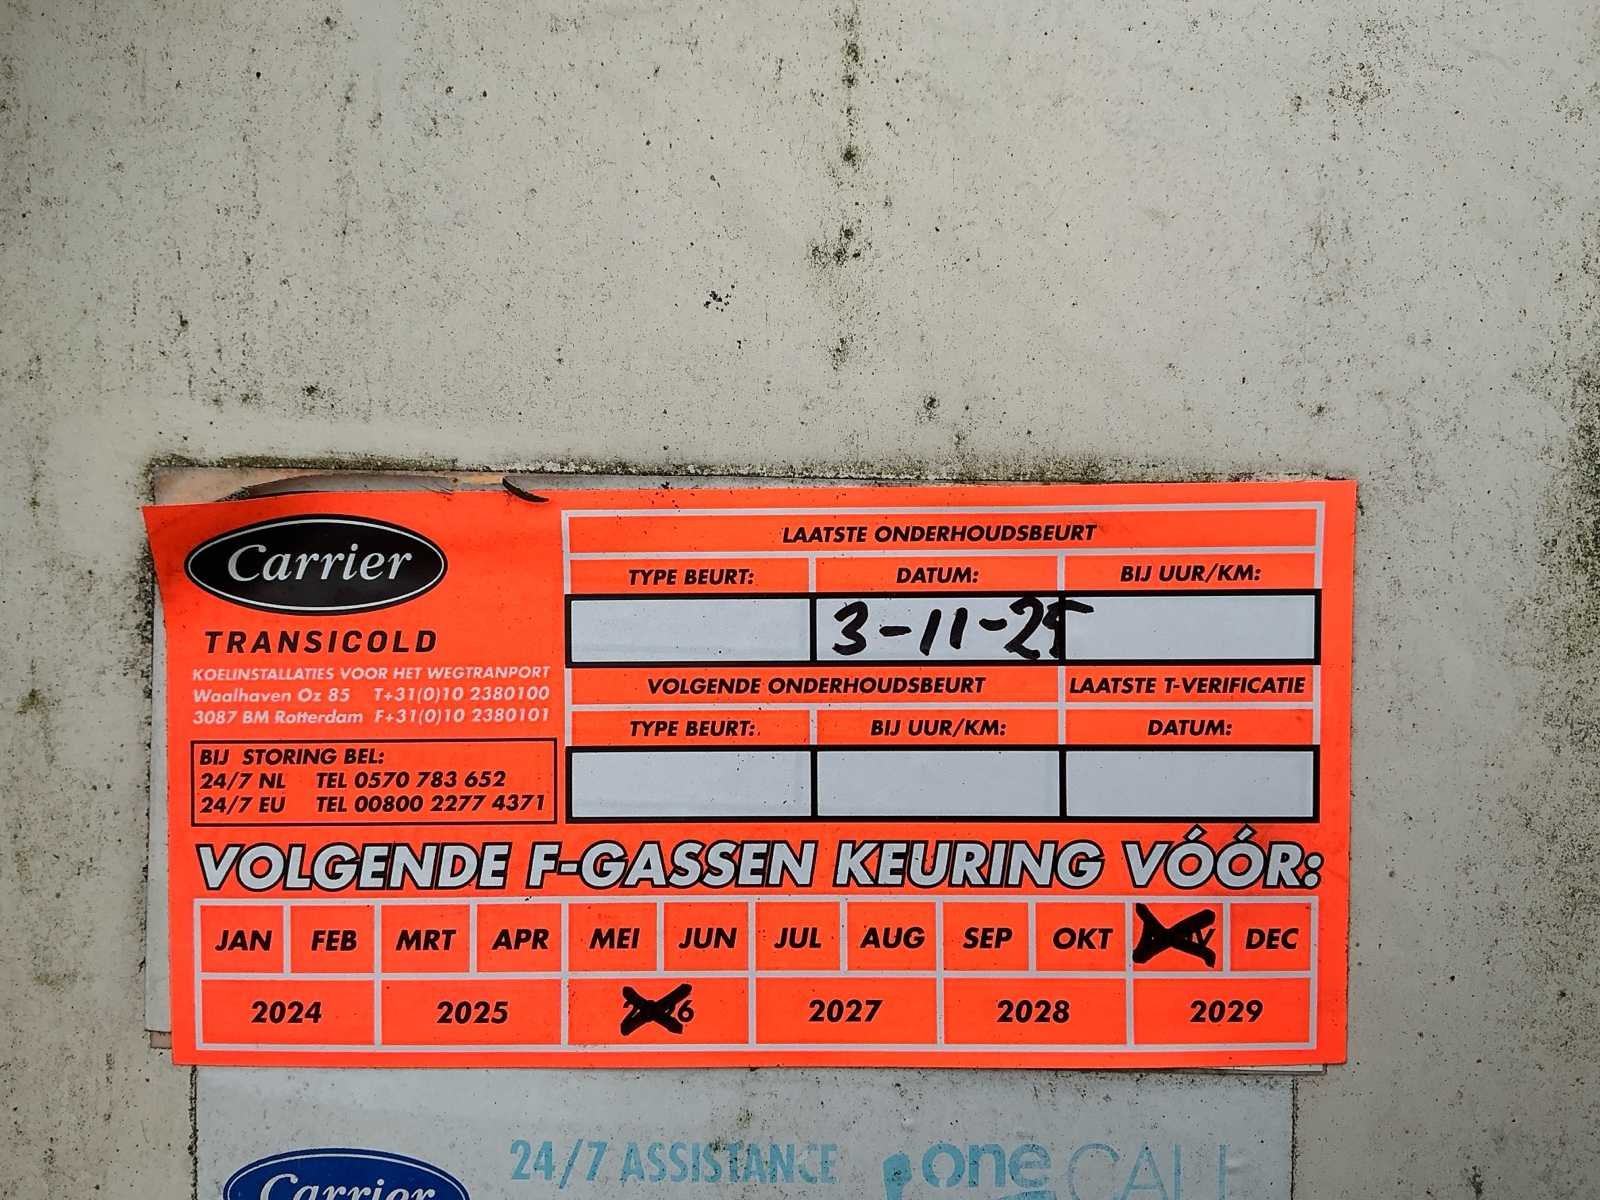 Carrier
TRANSICOLD
KOELINSTALLATIES VOOR HET WEGTRANPORT
Waalhaven Oz 85 T+31(0)10 2380100
3087 BM Rotterdam F+31(0)10 2380101
BIJ STORING BEL:
24/7 NL TEL 0570 783 652
24/7 EU TEL 00800 2277 4371
LAATSTE ONDERHOUDSBEURT
TYPE BEURT: DATUM: BIJ UUR/KM:
3-11-25
VOLGENDE ONDERHOUDSBEURT LAATSTE T-VERIFICATIE
TYPE BEURT: BIJ UUR/KM: DATUM:
VOLGENDE F-GASSEN KEURING VÓÓR:
JAN FEB MRT APR MEI JUN JUL AUG SEP OKT DEC
2024 2025 2026 2027 2028 2029
24/7 ASSISTANCE one CALL
Carrier